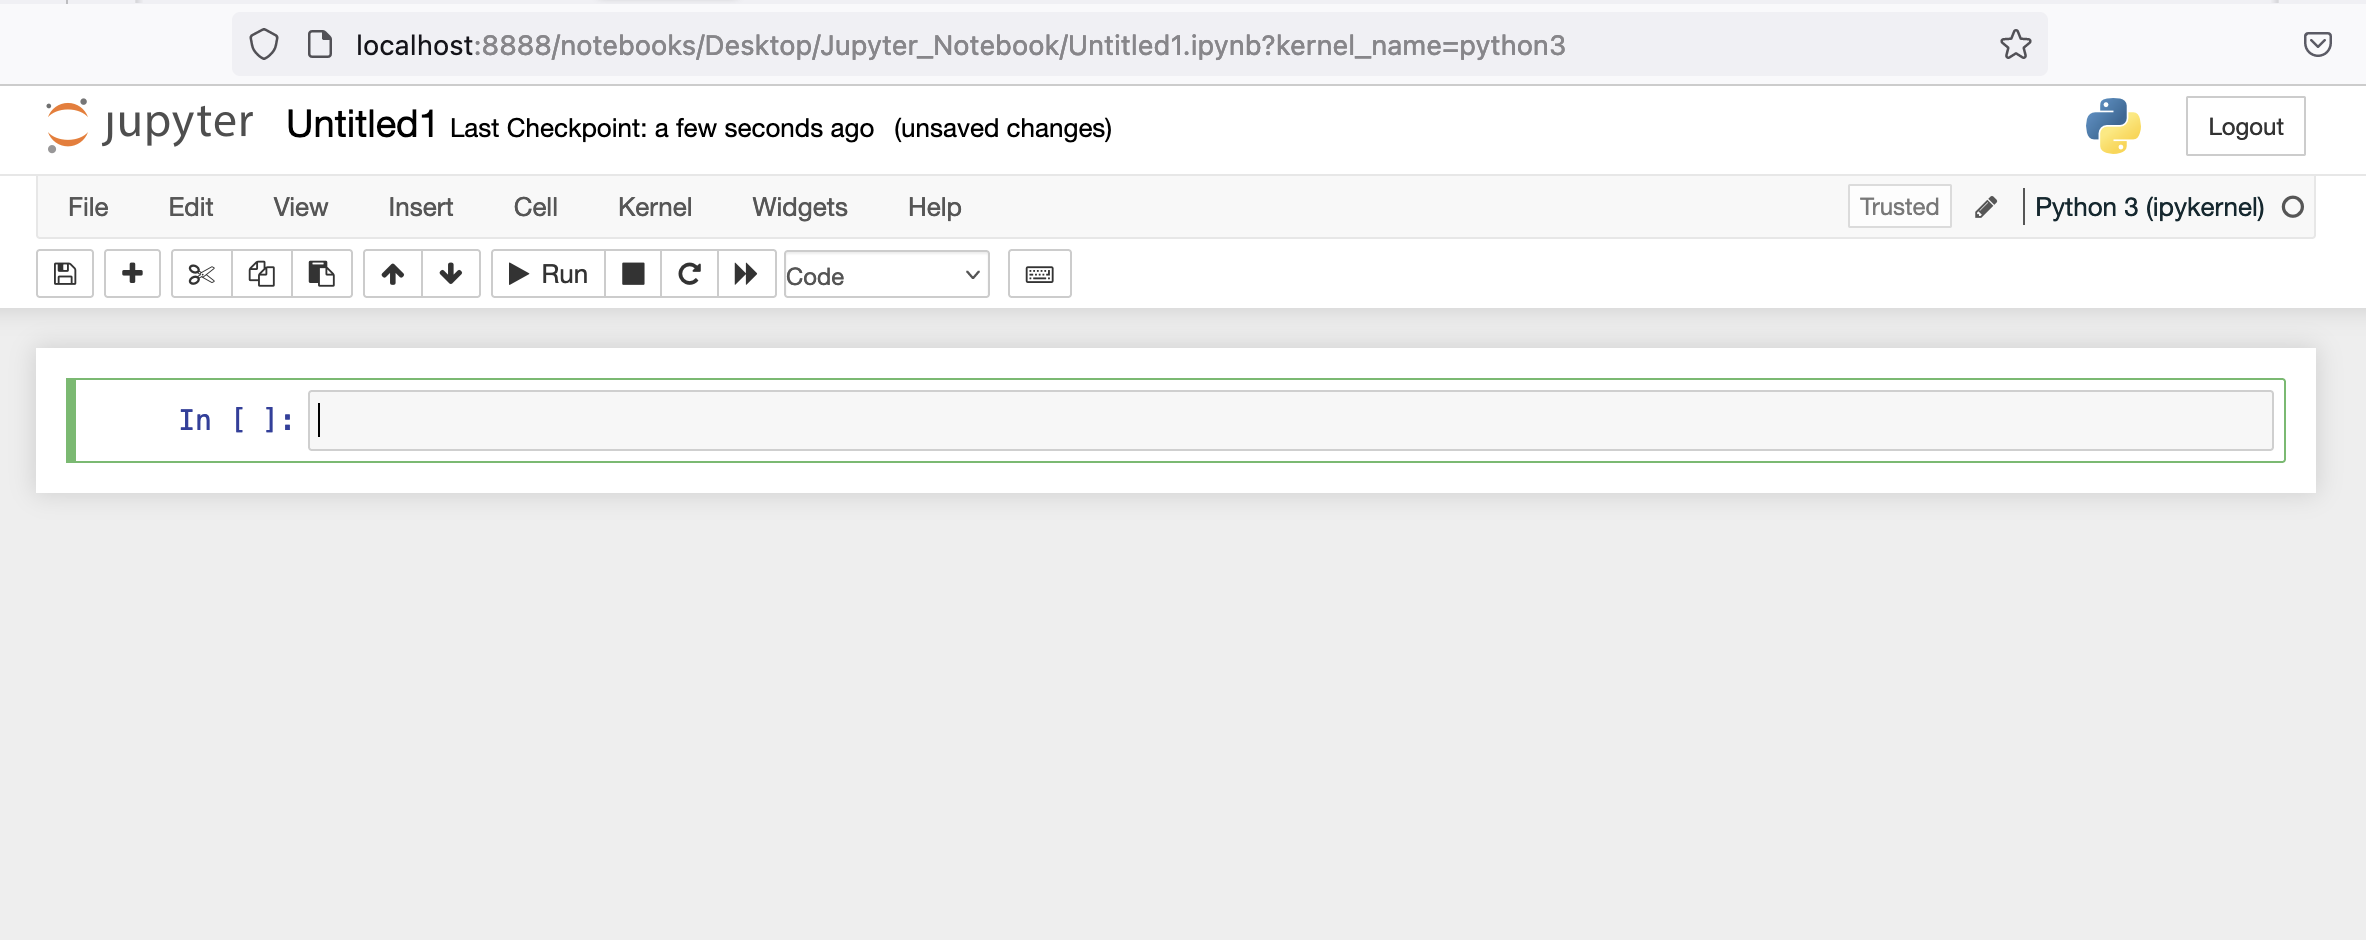 localhost:8888/notebooks/Desktop/Jupyter_Notebook/Untitled1.ipynb?kernel_name=python3
jupyter Untitled1 Last Checkpoint: a few seconds ago (unsaved changes) Logout
File Edit View Insert Cell Kernel Widgets Help Trusted Python 3 (ipykernel)
Run Code
In [ ]: